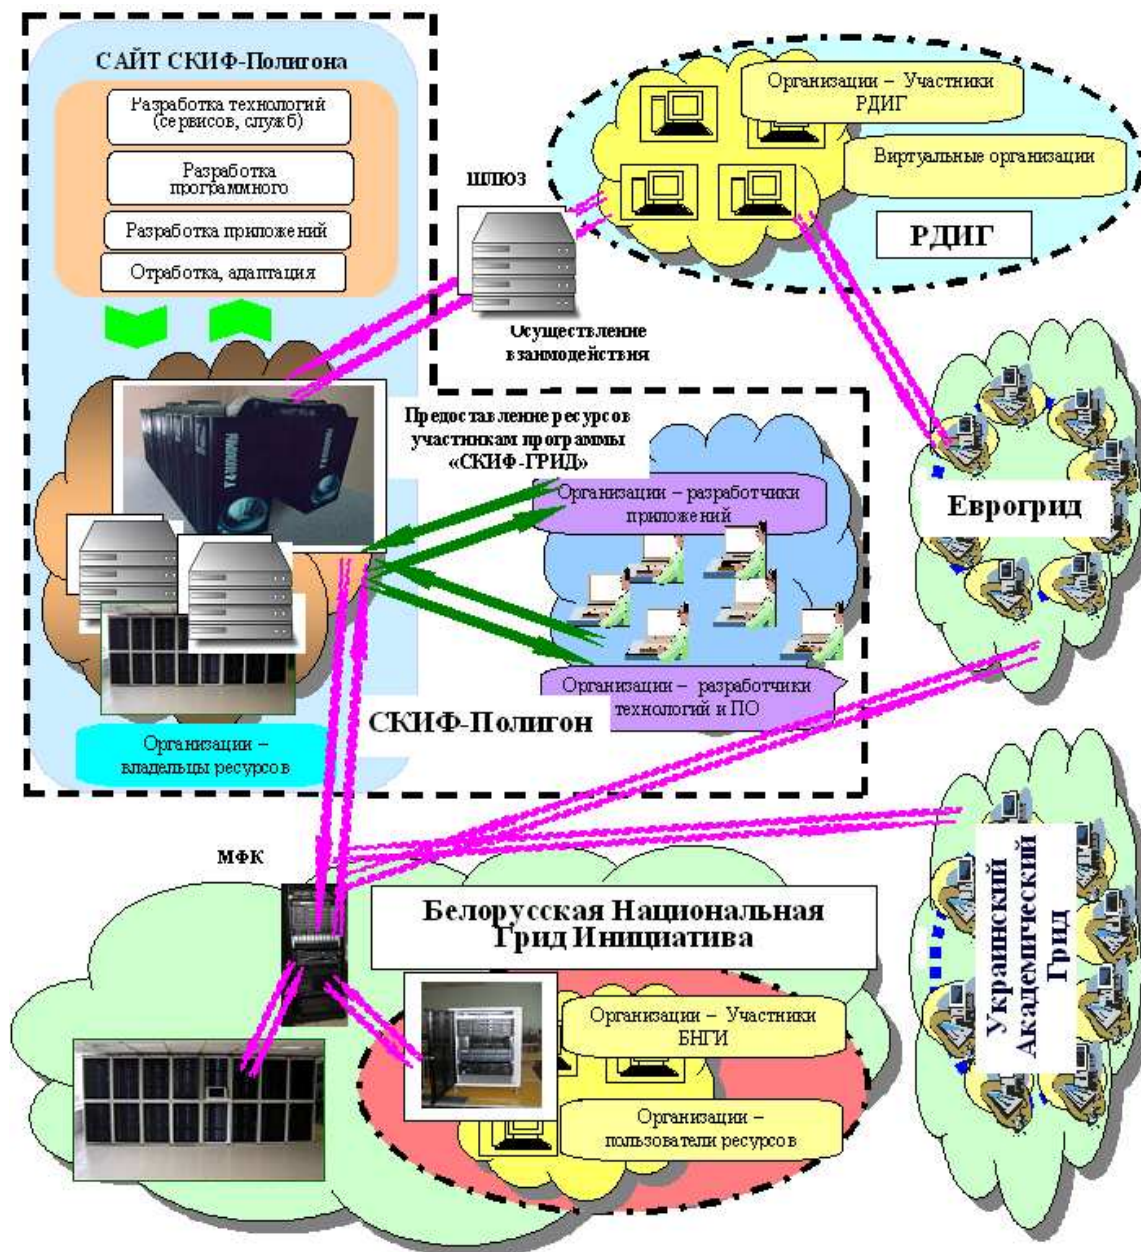 САЙТ СКИФ-Полигона
Разработка технологий
(сервисов, служб)
Разработка
программного
Разработка приложений
Отработка, адаптация
ШЛЮЗ
Осуществление
взаимодействия
Организации – Участники
РДИГ
Виртуальные организации
РДИГ
Предоставление ресурсов
участникам программы
«СКИФ-ГРИД»
Организации – разработчики
приложений
Организации – разработчики
технологий и ПО
СКИФ-Полигон
Организации –
владельцы ресурсов
Еврогрид
МФК
Белорусская Национальная
Грид Инициатива
Организации – Участники
БНГИ
Организации –
пользователи ресурсов
Украинский
Академический
Грид